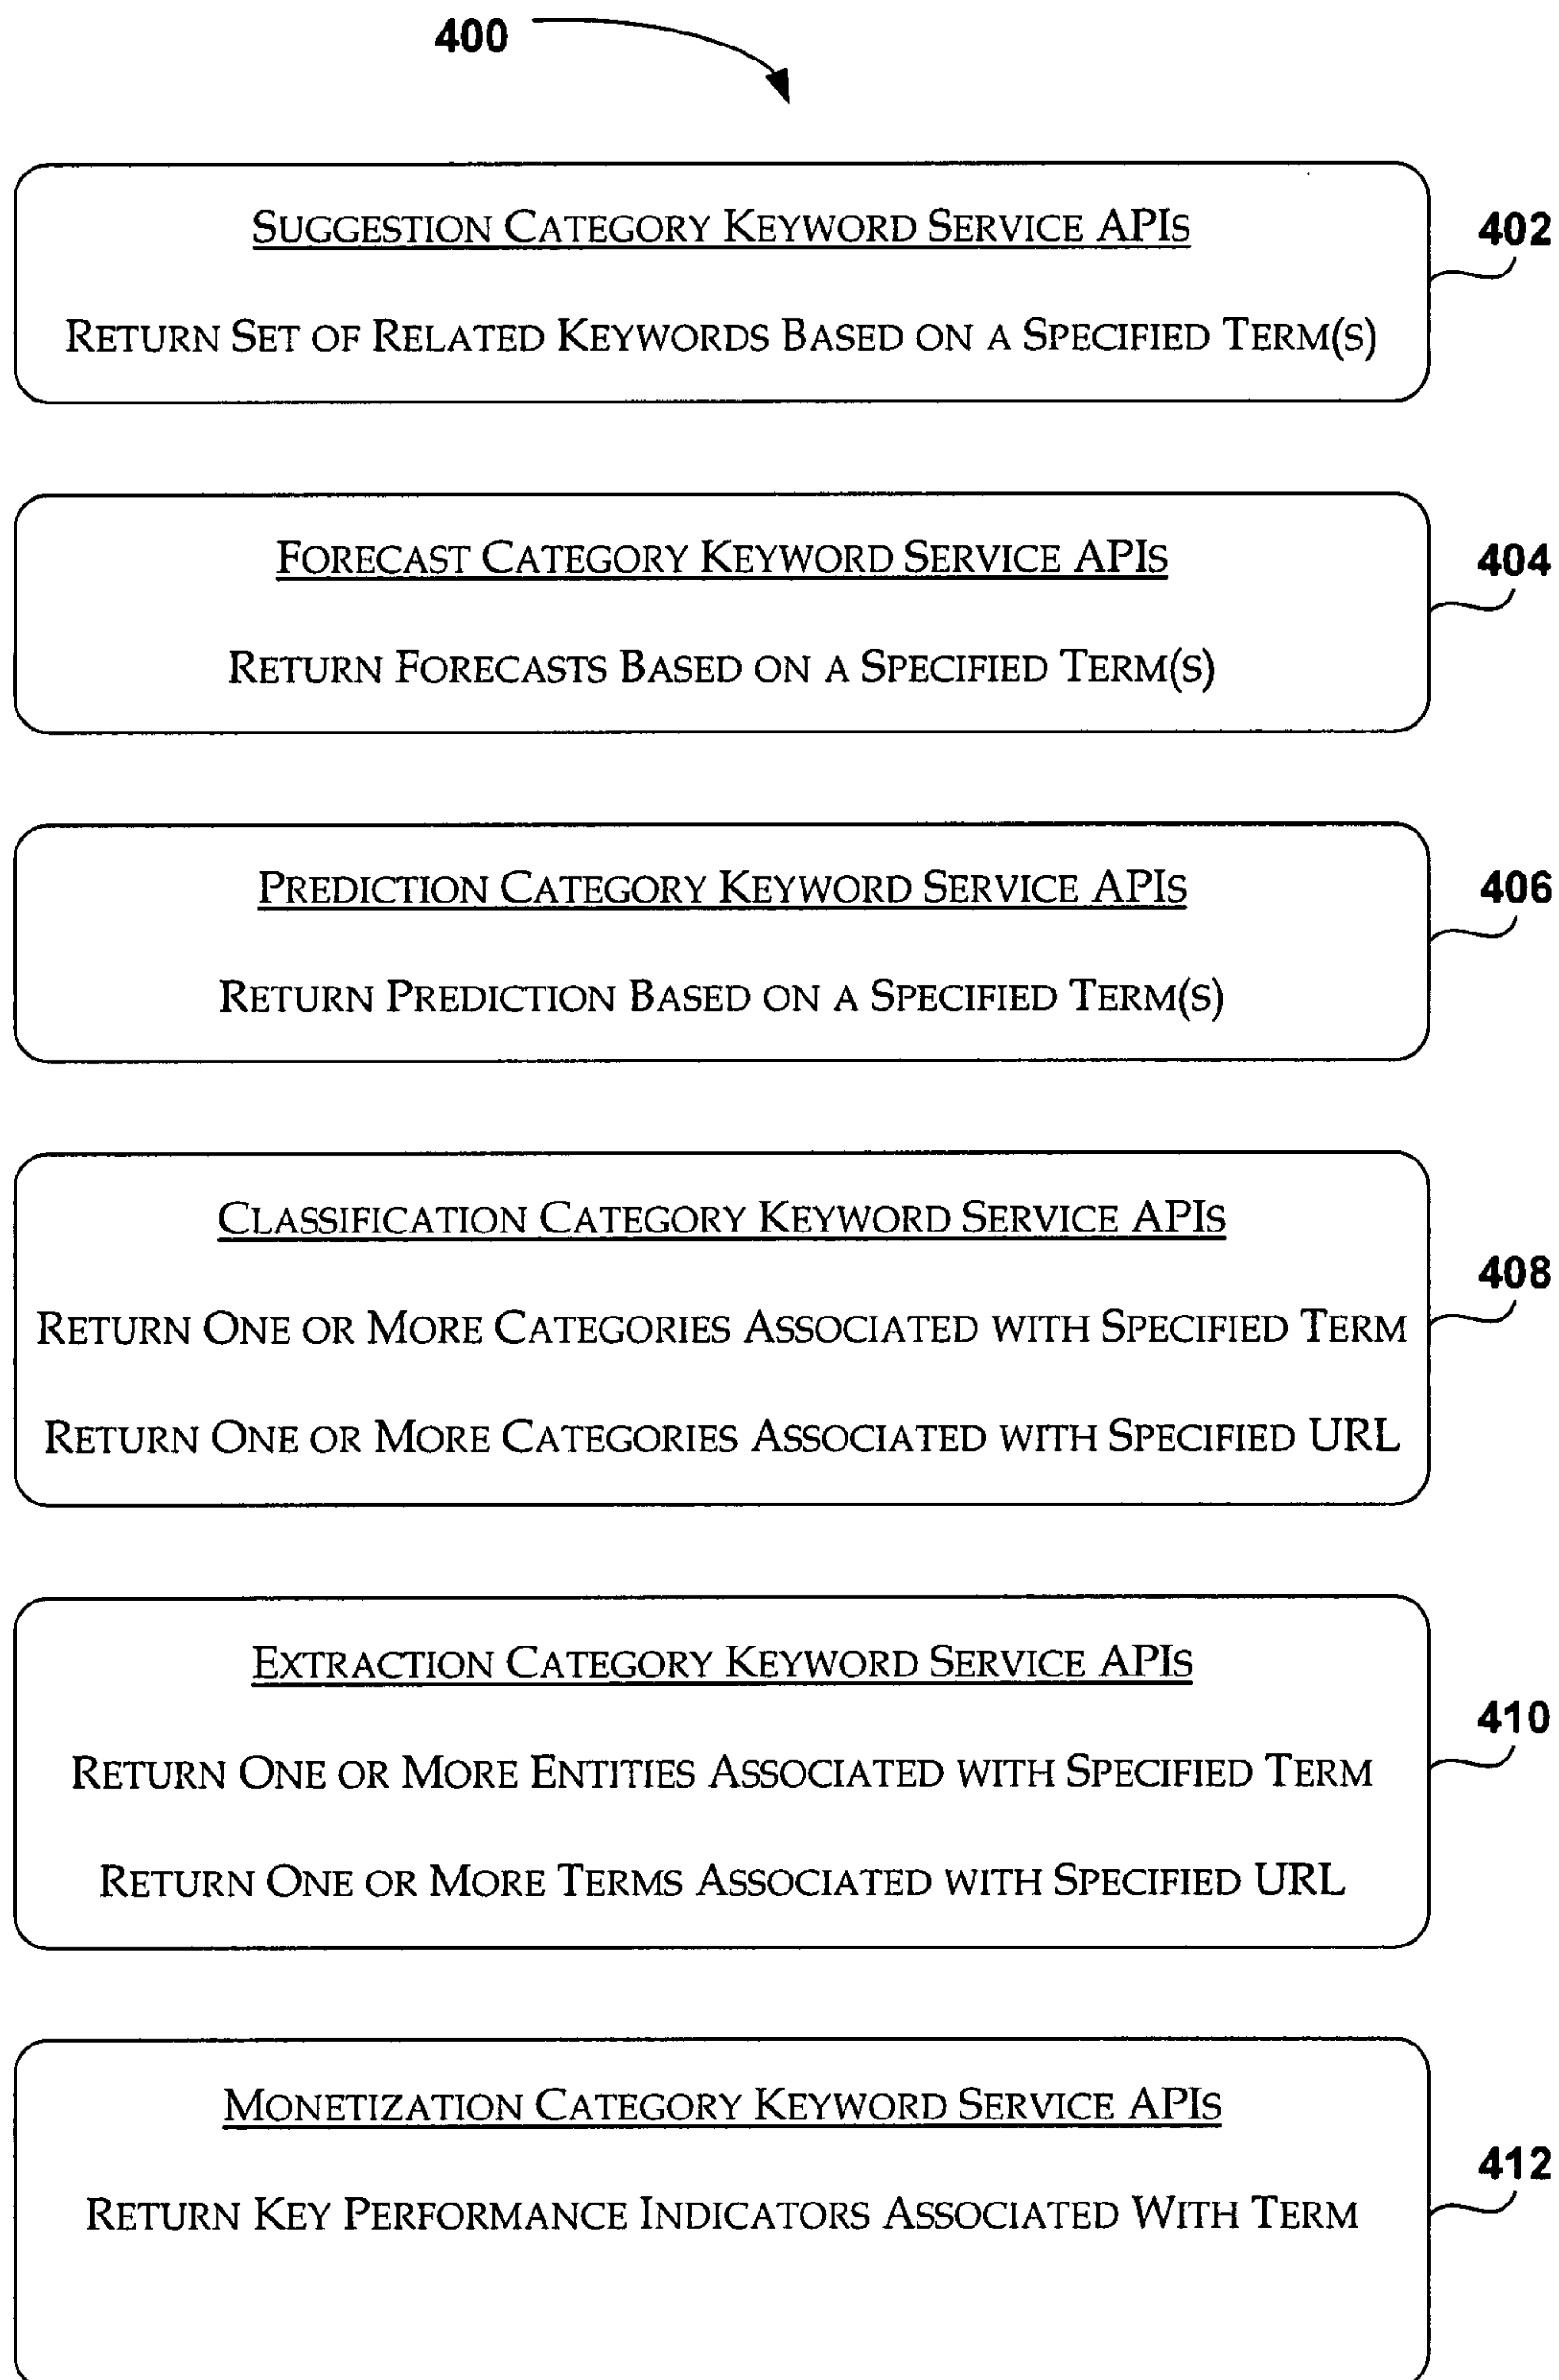 400
SUGGESTION CATEGORY KEYWORD SERVICE APIS
402
RETURN SET OF RELATED KEYWORDS BASED ON A SPECIFIED TERM(S)
FORECAST CATEGORY KEYWORD SERVICE APIS
404
RETURN FORECASTS BASED ON A SPECIFIED TERM(S)
PREDICTION CATEGORY KEYWORD SERVICE APIS
406
RETURN PREDICTION BASED ON A SPECIFIED TERM(S)
CLASSIFICATION CATEGORY KEYWORD SERVICE APIS
408
RETURN ONE OR MORE CATEGORIES ASSOCIATED WITH SPECIFIED TERM
RETURN ONE OR MORE CATEGORIES ASSOCIATED WITH SPECIFIED URL
EXTRACTION CATEGORY KEYWORD SERVICE APIS
410
RETURN ONE OR MORE ENTITIES ASSOCIATED WITH SPECIFIED TERM
RETURN ONE OR MORE TERMS ASSOCIATED WITH SPECIFIED URL
MONETIZATION CATEGORY KEYWORD SERVICE APIS
412
RETURN KEY PERFORMANCE INDICATORS ASSOCIATED WITH TERM